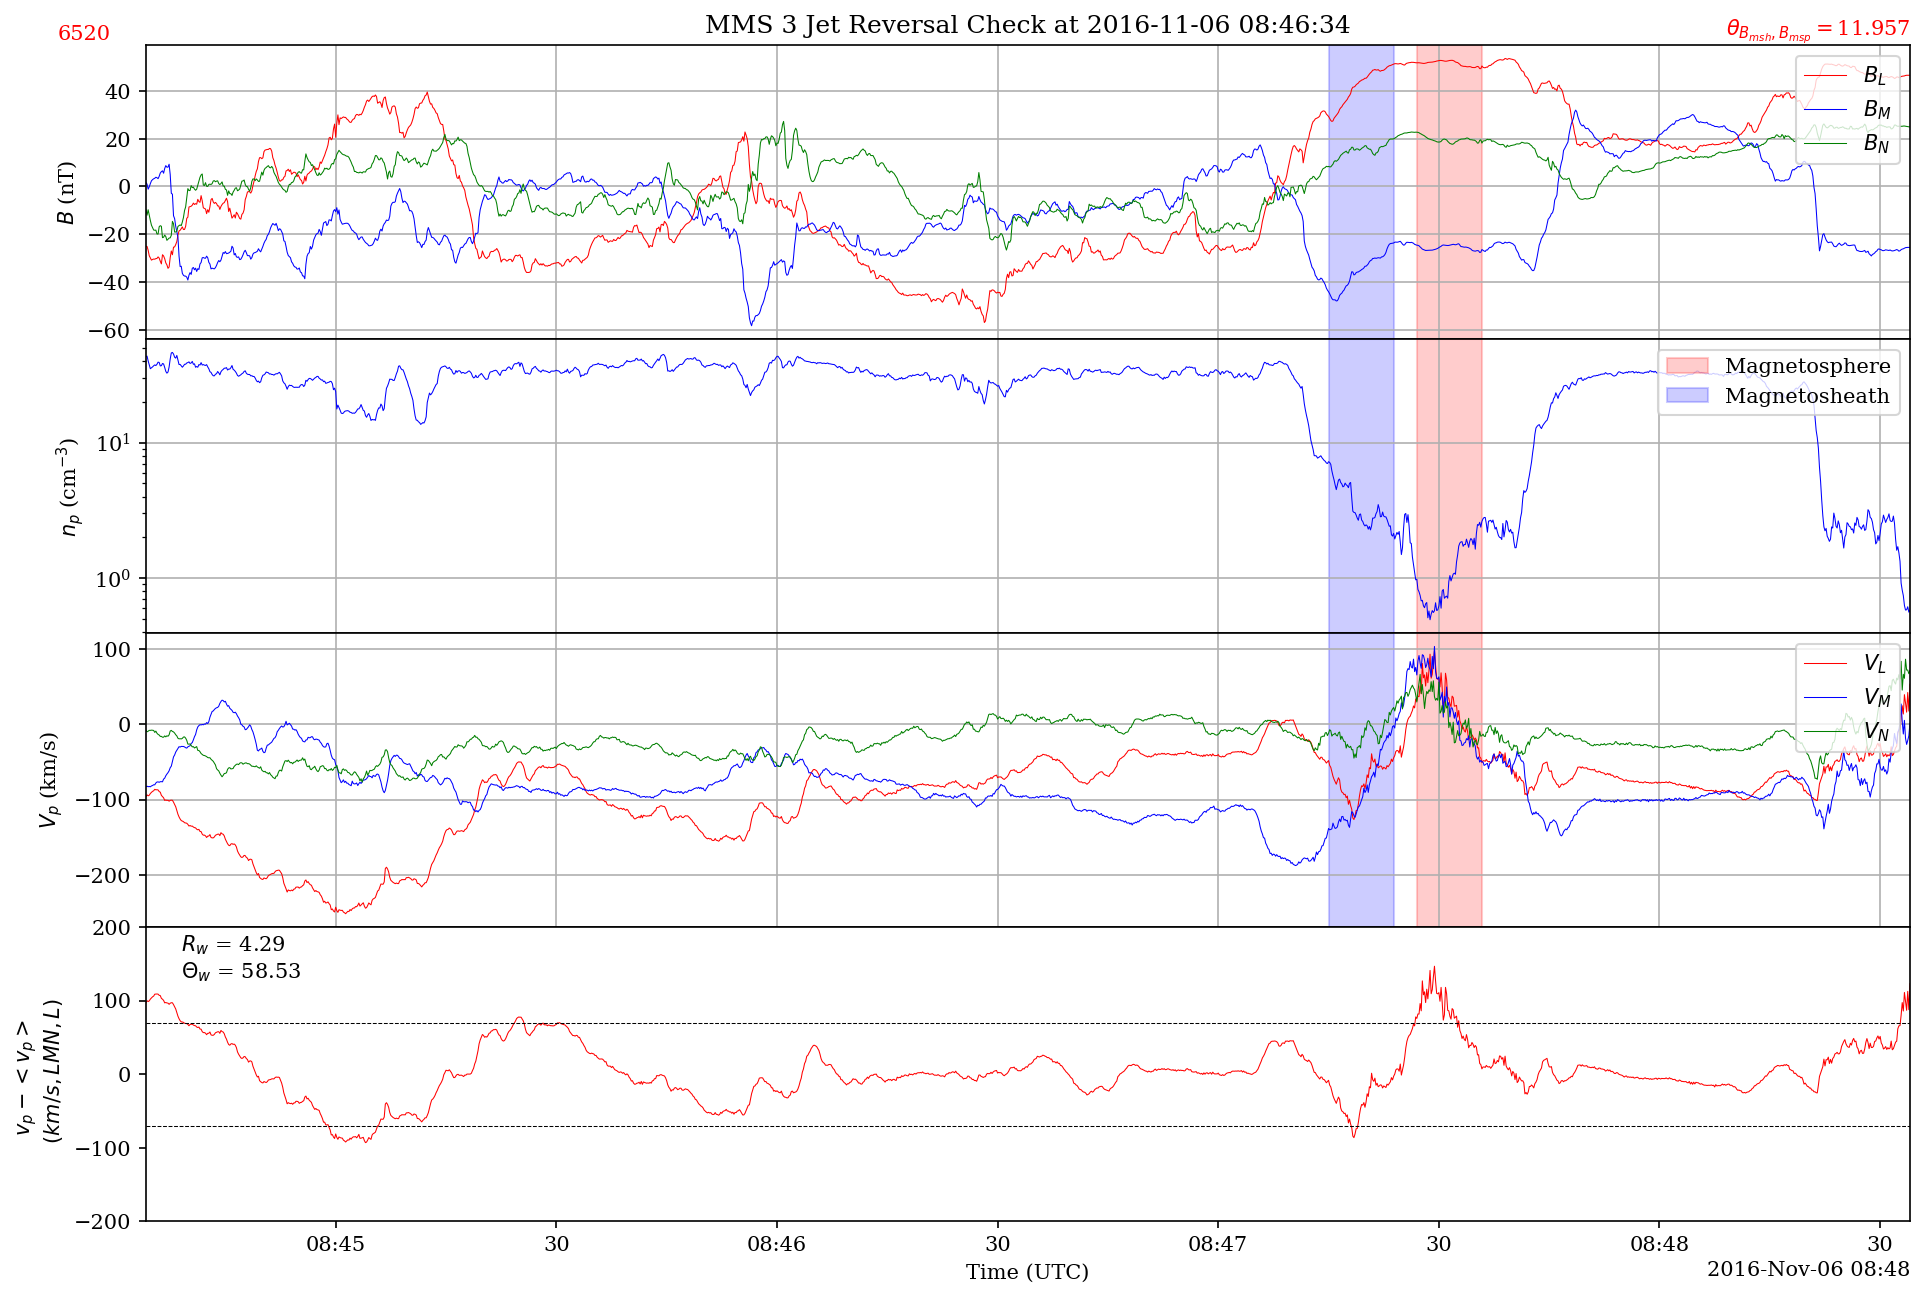 MMS 3 Jet Reversal Check at 2016-11-06 08:46:34
6520
θ_{B_{msh}, B_{msp}} = 11.957
B (nT)
40
20
0
−20
−40
−60
B_L
B_M
B_N
n_p (cm^{−3})
10^1
10^0
Magnetosphere
Magnetosheath
V_p (km/s)
100
0
−100
−200
V_L
V_M
V_N
v_p − < v_p >
(km/s, LMN, L)
200
100
0
−100
−200
R_w = 4.29
Θ_w = 58.53
08:45
30
08:46
30
08:47
30
08:48
30
Time (UTC)
2016-Nov-06 08:48